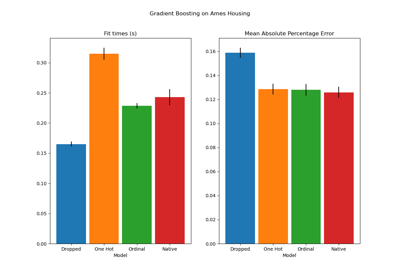 Gradient Boosting on Ames Housing
Fit times (s)
0.30
0.25
0.20
0.15
0.10
0.05
0.00
Dropped One Hot Ordinal Native
Model
Mean Absolute Percentage Error
0.16
0.14
0.12
0.10
0.08
0.06
0.04
0.02
0.00
Dropped One Hot Ordinal Native
Model